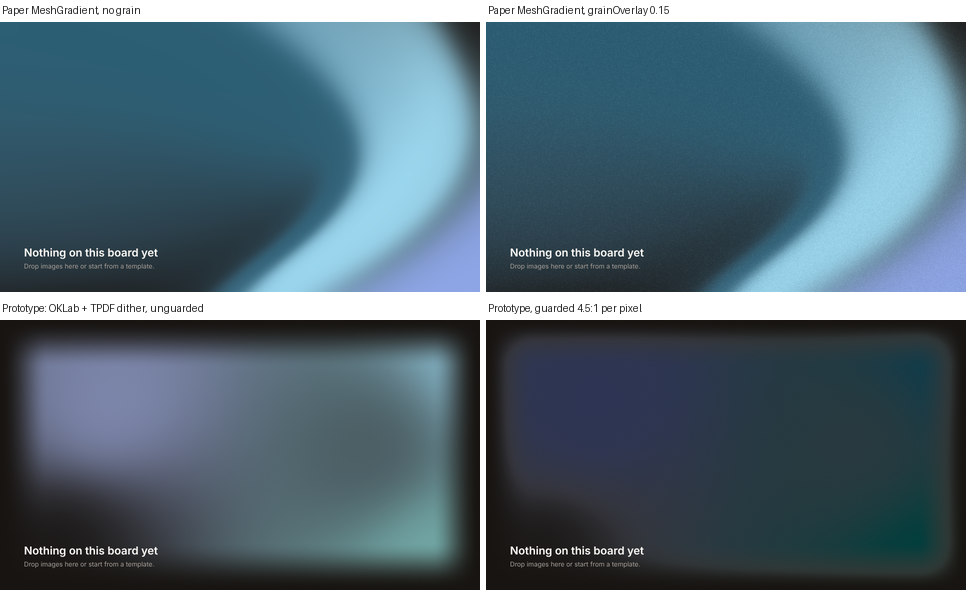 Paper MeshGradient, no grain
Paper MeshGradient, grainOverlay 0.15
Nothing on this board yet
Drop images here or start from a template.
Nothing on this board yet
Drop images here or start from a template.
Prototype: OKLab + TPDF dither, unguarded
Prototype, guarded 4.5:1 per pixel
Nothing on this board yet
Drop images here or start from a template.
Nothing on this board yet
Drop images here or start from a template.